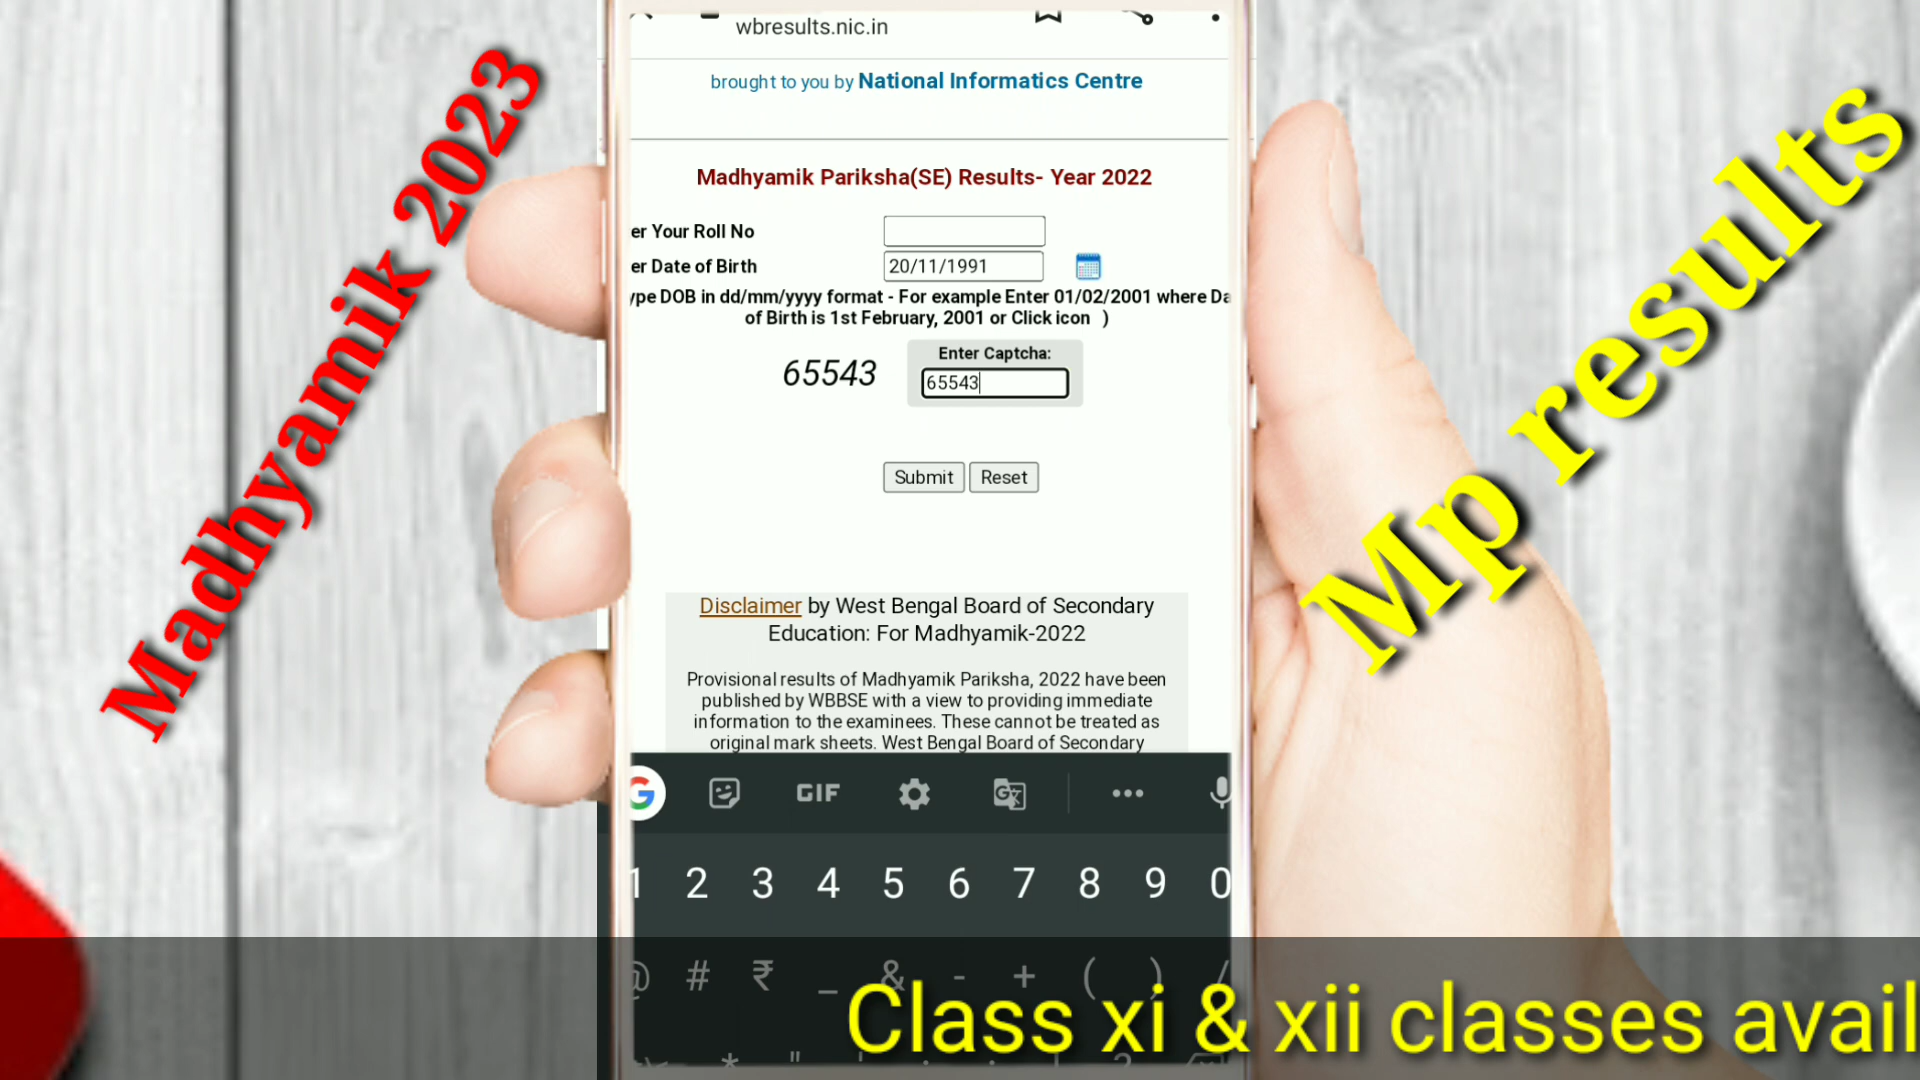 wbresults.nic.in
brought to you by National Informatics Centre
Madhyamik Pariksha(SE) Results- Year 2022
er Your Roll No
er Date of Birth 20/11/1991
ype DOB in dd/mm/yyyy format - For example Enter 01/02/2001 where Da
of Birth is 1st February, 2001 or Click icon )
Enter Captcha:
65543 65543
Submit Reset
Disclaimer by West Bengal Board of Secondary
Education: For Madhyamik-2022
Provisional results of Madhyamik Pariksha, 2022 have been
published by WBBSE with a view to providing immediate
information to the examinees. These cannot be treated as
original mark sheets. West Bengal Board of Secondary
G GIF
1 2 3 4 5 6 7 8 9 0
@ # ₹ _ & - + ( ) /
Madhyamik 2023
Mp results
Class xi & xii classes avail